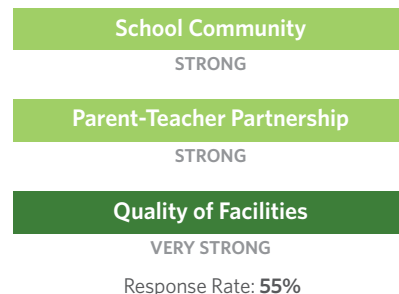 School Community
STRONG
Parent-Teacher Partnership
STRONG
Quality of Facilities
VERY STRONG
Response Rate: 55%